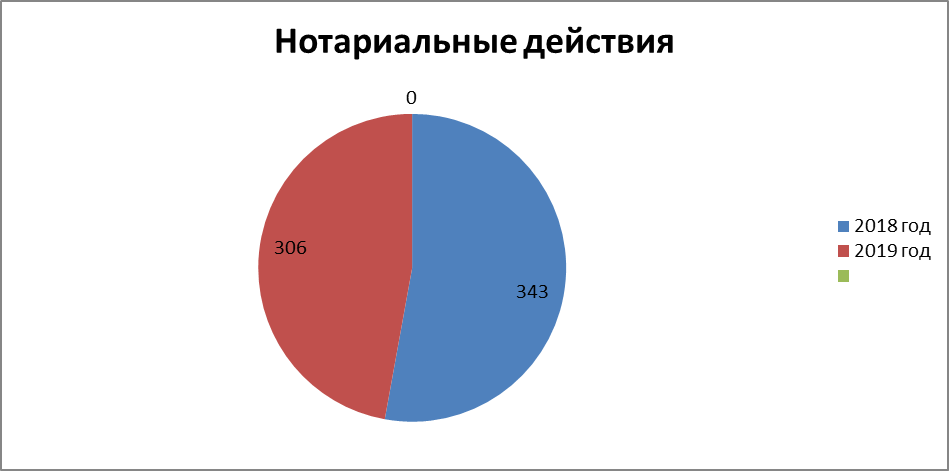 Нотариальные действия
0
306
343
2018 год
2019 год